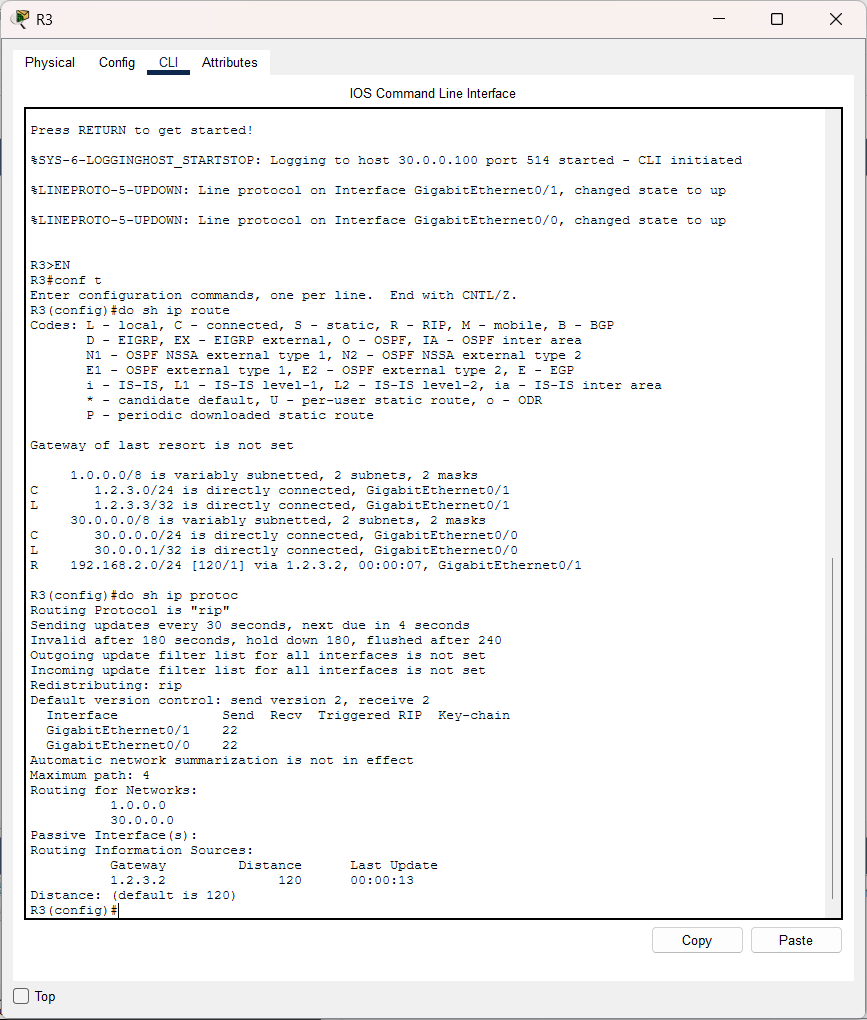 R3
Physical Config CLI Attributes
IOS Command Line Interface
Press RETURN to get started!
%SYS-6-LOGGINGHOST_STARTSTOP: Logging to host 30.0.0.100 port 514 started - CLI initiated
%LINEPROTO-5-UPDOWN: Line protocol on Interface GigabitEthernet0/1, changed state to up
%LINEPROTO-5-UPDOWN: Line protocol on Interface GigabitEthernet0/0, changed state to up
R3>EN
R3#conf t
Enter configuration commands, one per line.  End with CNTL/Z.
R3(config)#do sh ip route
Codes: L - local, C - connected, S - static, R - RIP, M - mobile, B - BGP
       D - EIGRP, EX - EIGRP external, O - OSPF, IA - OSPF inter area
       N1 - OSPF NSSA external type 1, N2 - OSPF NSSA external type 2
       E1 - OSPF external type 1, E2 - OSPF external type 2, E - EGP
       i - IS-IS, L1 - IS-IS level-1, L2 - IS-IS level-2, ia - IS-IS inter area
       * - candidate default, U - per-user static route, o - ODR
       P - periodic downloaded static route
Gateway of last resort is not set
     1.0.0.0/8 is variably subnetted, 2 subnets, 2 masks
C       1.2.3.0/24 is directly connected, GigabitEthernet0/1
L       1.2.3.3/32 is directly connected, GigabitEthernet0/1
     30.0.0.0/8 is variably subnetted, 2 subnets, 2 masks
C       30.0.0.0/24 is directly connected, GigabitEthernet0/0
L       30.0.0.1/32 is directly connected, GigabitEthernet0/0
R    192.168.2.0/24 [120/1] via 1.2.3.2, 00:00:07, GigabitEthernet0/1
R3(config)#do sh ip protoc
Routing Protocol is "rip"
Sending updates every 30 seconds, next due in 4 seconds
Invalid after 180 seconds, hold down 180, flushed after 240
Outgoing update filter list for all interfaces is not set
Incoming update filter list for all interfaces is not set
Redistributing: rip
Default version control: send version 2, receive 2
  Interface             Send  Recv  Triggered RIP  Key-chain
  GigabitEthernet0/1    22
  GigabitEthernet0/0    22
Automatic network summarization is not in effect
Maximum path: 4
Routing for Networks:
          1.0.0.0
          30.0.0.0
Passive Interface(s):
Routing Information Sources:
          Gateway         Distance      Last Update
          1.2.3.2              120      00:00:13
Distance: (default is 120)
R3(config)#
Copy Paste
Top